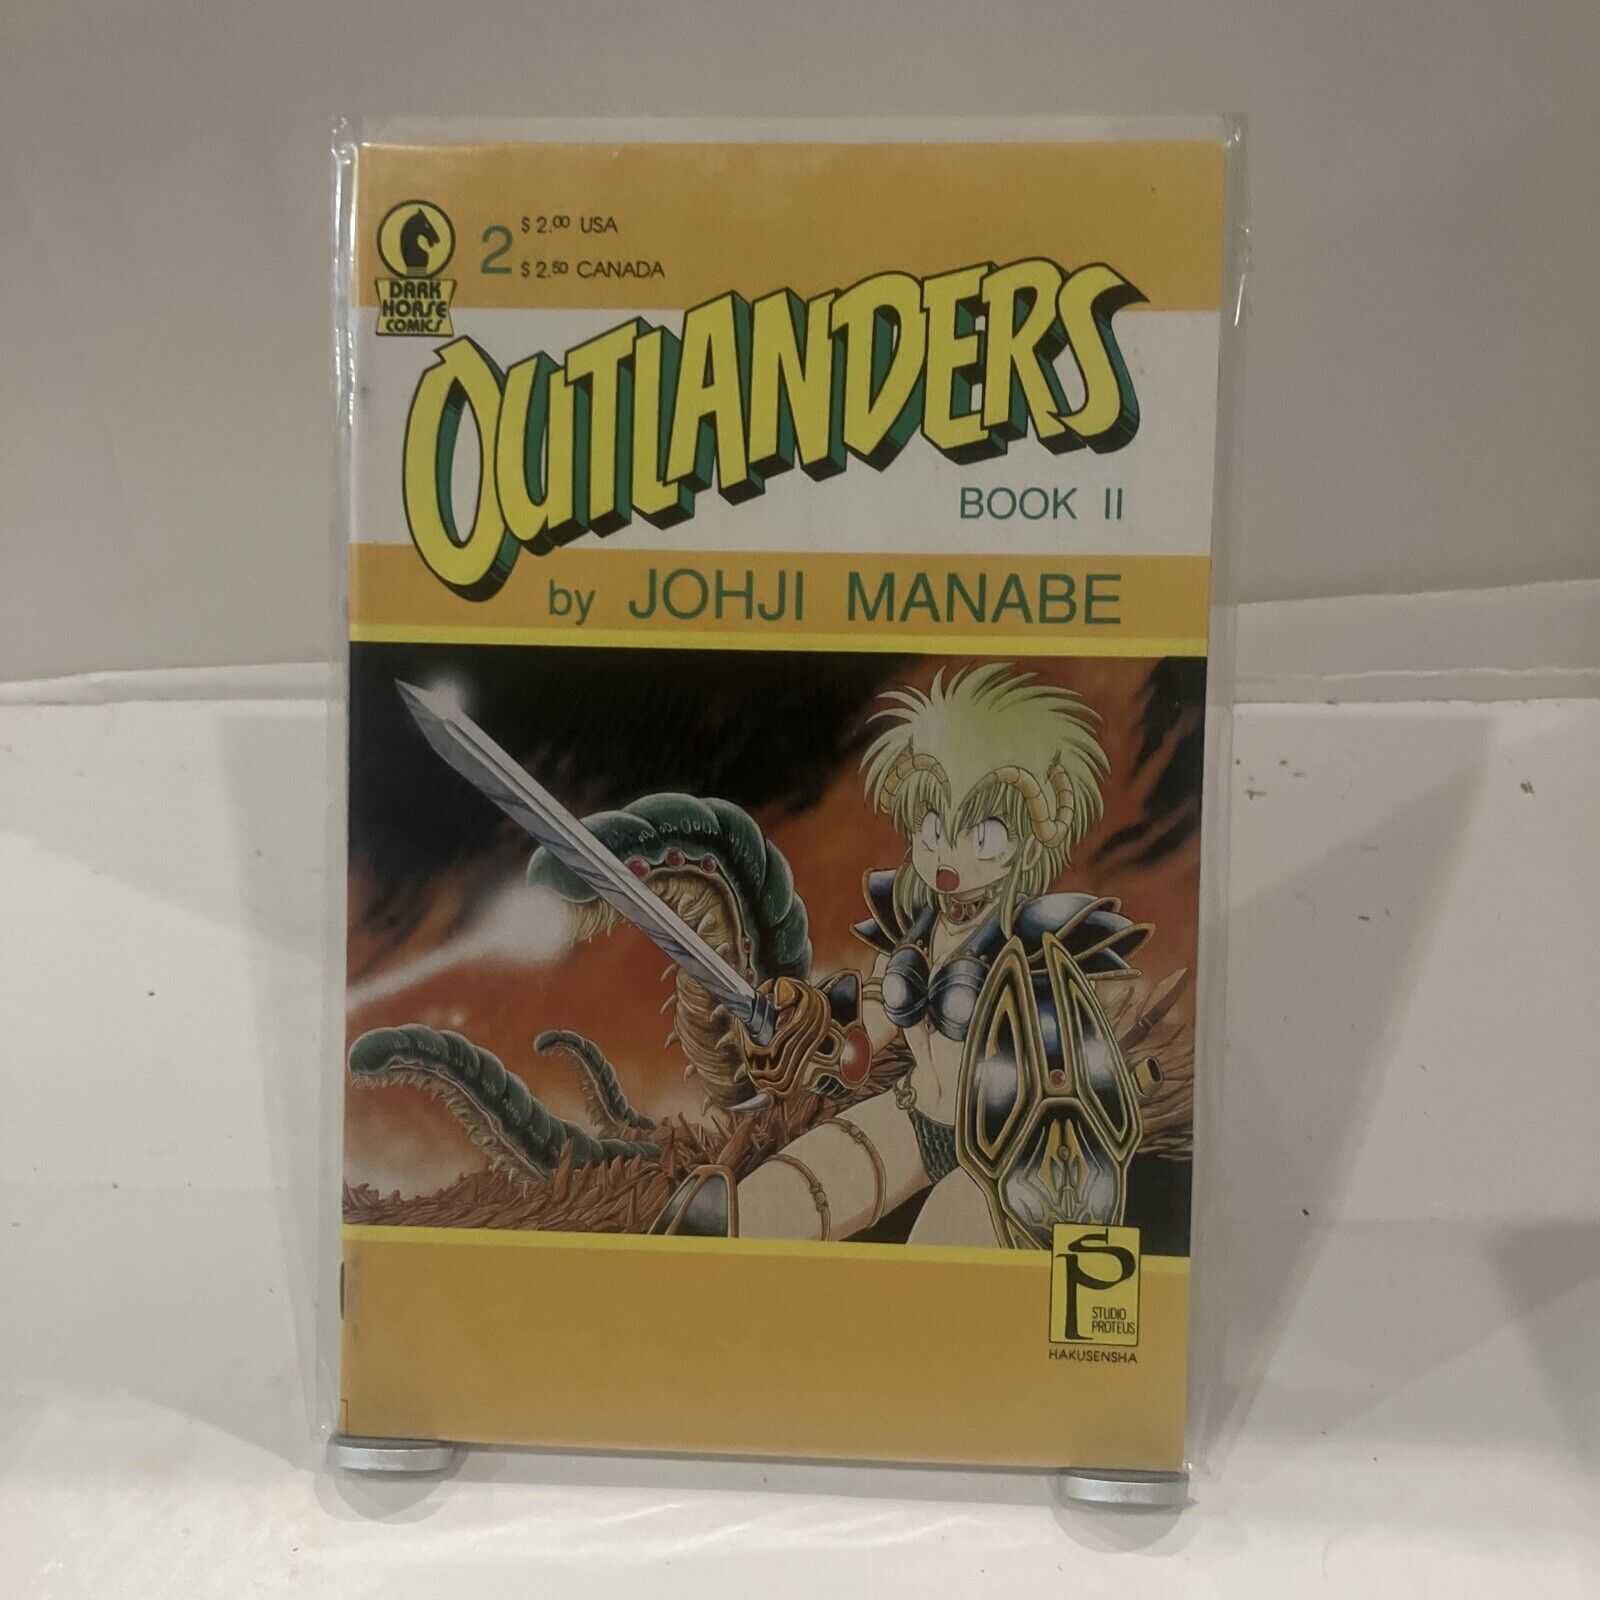 2
$2.00 USA
$2.50 CANADA
DARK
HORSE
COMICS
OUTLANDERS
BOOK II
by JOHJI MANABE
SP
STUDIO
PROTEUS
HAKUSENSHA